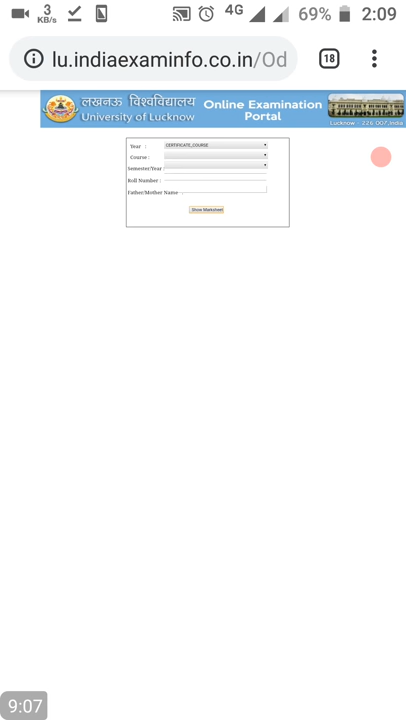 3
KB/s
4G
69%
2:09
lu.indiaexaminfo.co.in/Od
18
लखनऊ विश्वविद्यालय
University of Lucknow
Online Examination
Portal
Lucknow - 226 007,India
Year :
CERTIFICATE_COURSE
Course :
Semester/Year :
Roll Number :
Father/Mother Name :
Show Marksheet
9:07